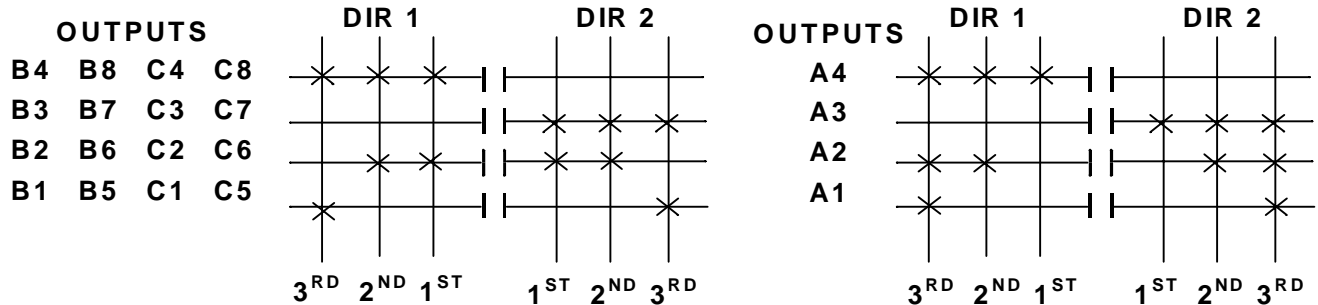 DIR 1 DIR 2 DIR 1 DIR 2
OUTPUTS OUTPUTS
B4 B8 C4 C8 A4
B3 B7 C3 C7 A3
B2 B6 C2 C6 A2
B1 B5 C1 C5 A1
3RD 2ND 1ST 1ST 2ND 3RD 3RD 2ND 1ST 1ST 2ND 3RD